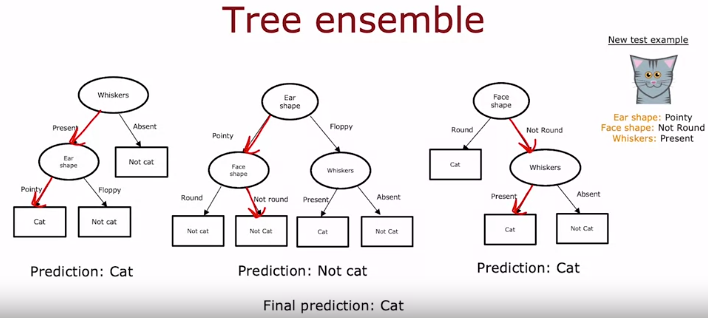 Tree ensemble
New test example
Ear shape: Pointy
Face shape: Not Round
Whiskers: Present
Whiskers
Present
Absent
Ear
shape
Not cat
Pointy
Floppy
Cat
Not cat
Prediction: Cat
Ear
shape
Pointy
Floppy
Face
shape
Whiskers
Round
Not round
Present
Absent
Not cat
Not Cat
Cat
Not Cat
Prediction: Not cat
Face
shape
Round
Not Round
Cat
Whiskers
Present
Absent
Cat
Not Cat
Prediction: Cat
Final prediction: Cat